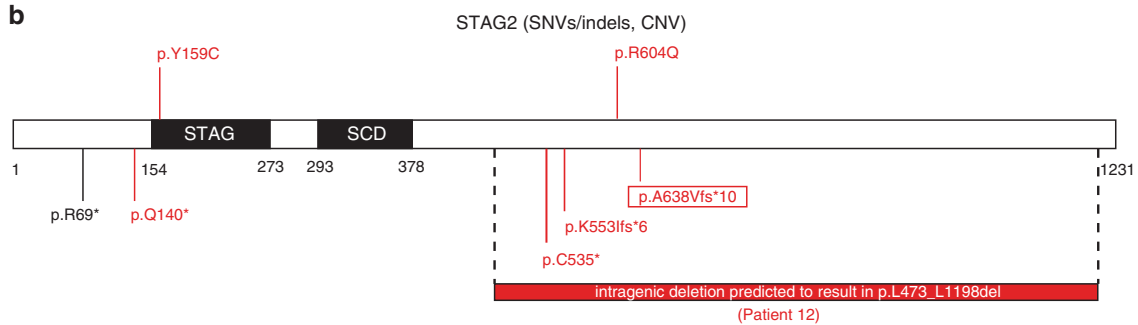 b
STAG2 (SNVs/indels, CNV)
p.Y159C
p.R604Q
STAG
SCD
1
154
273
293
378
1231
p.R69*
p.Q140*
p.A638Vfs*10
p.K553Ifs*6
p.C535*
intragenic deletion predicted to result in p.L473_L1198del
(Patient 12)